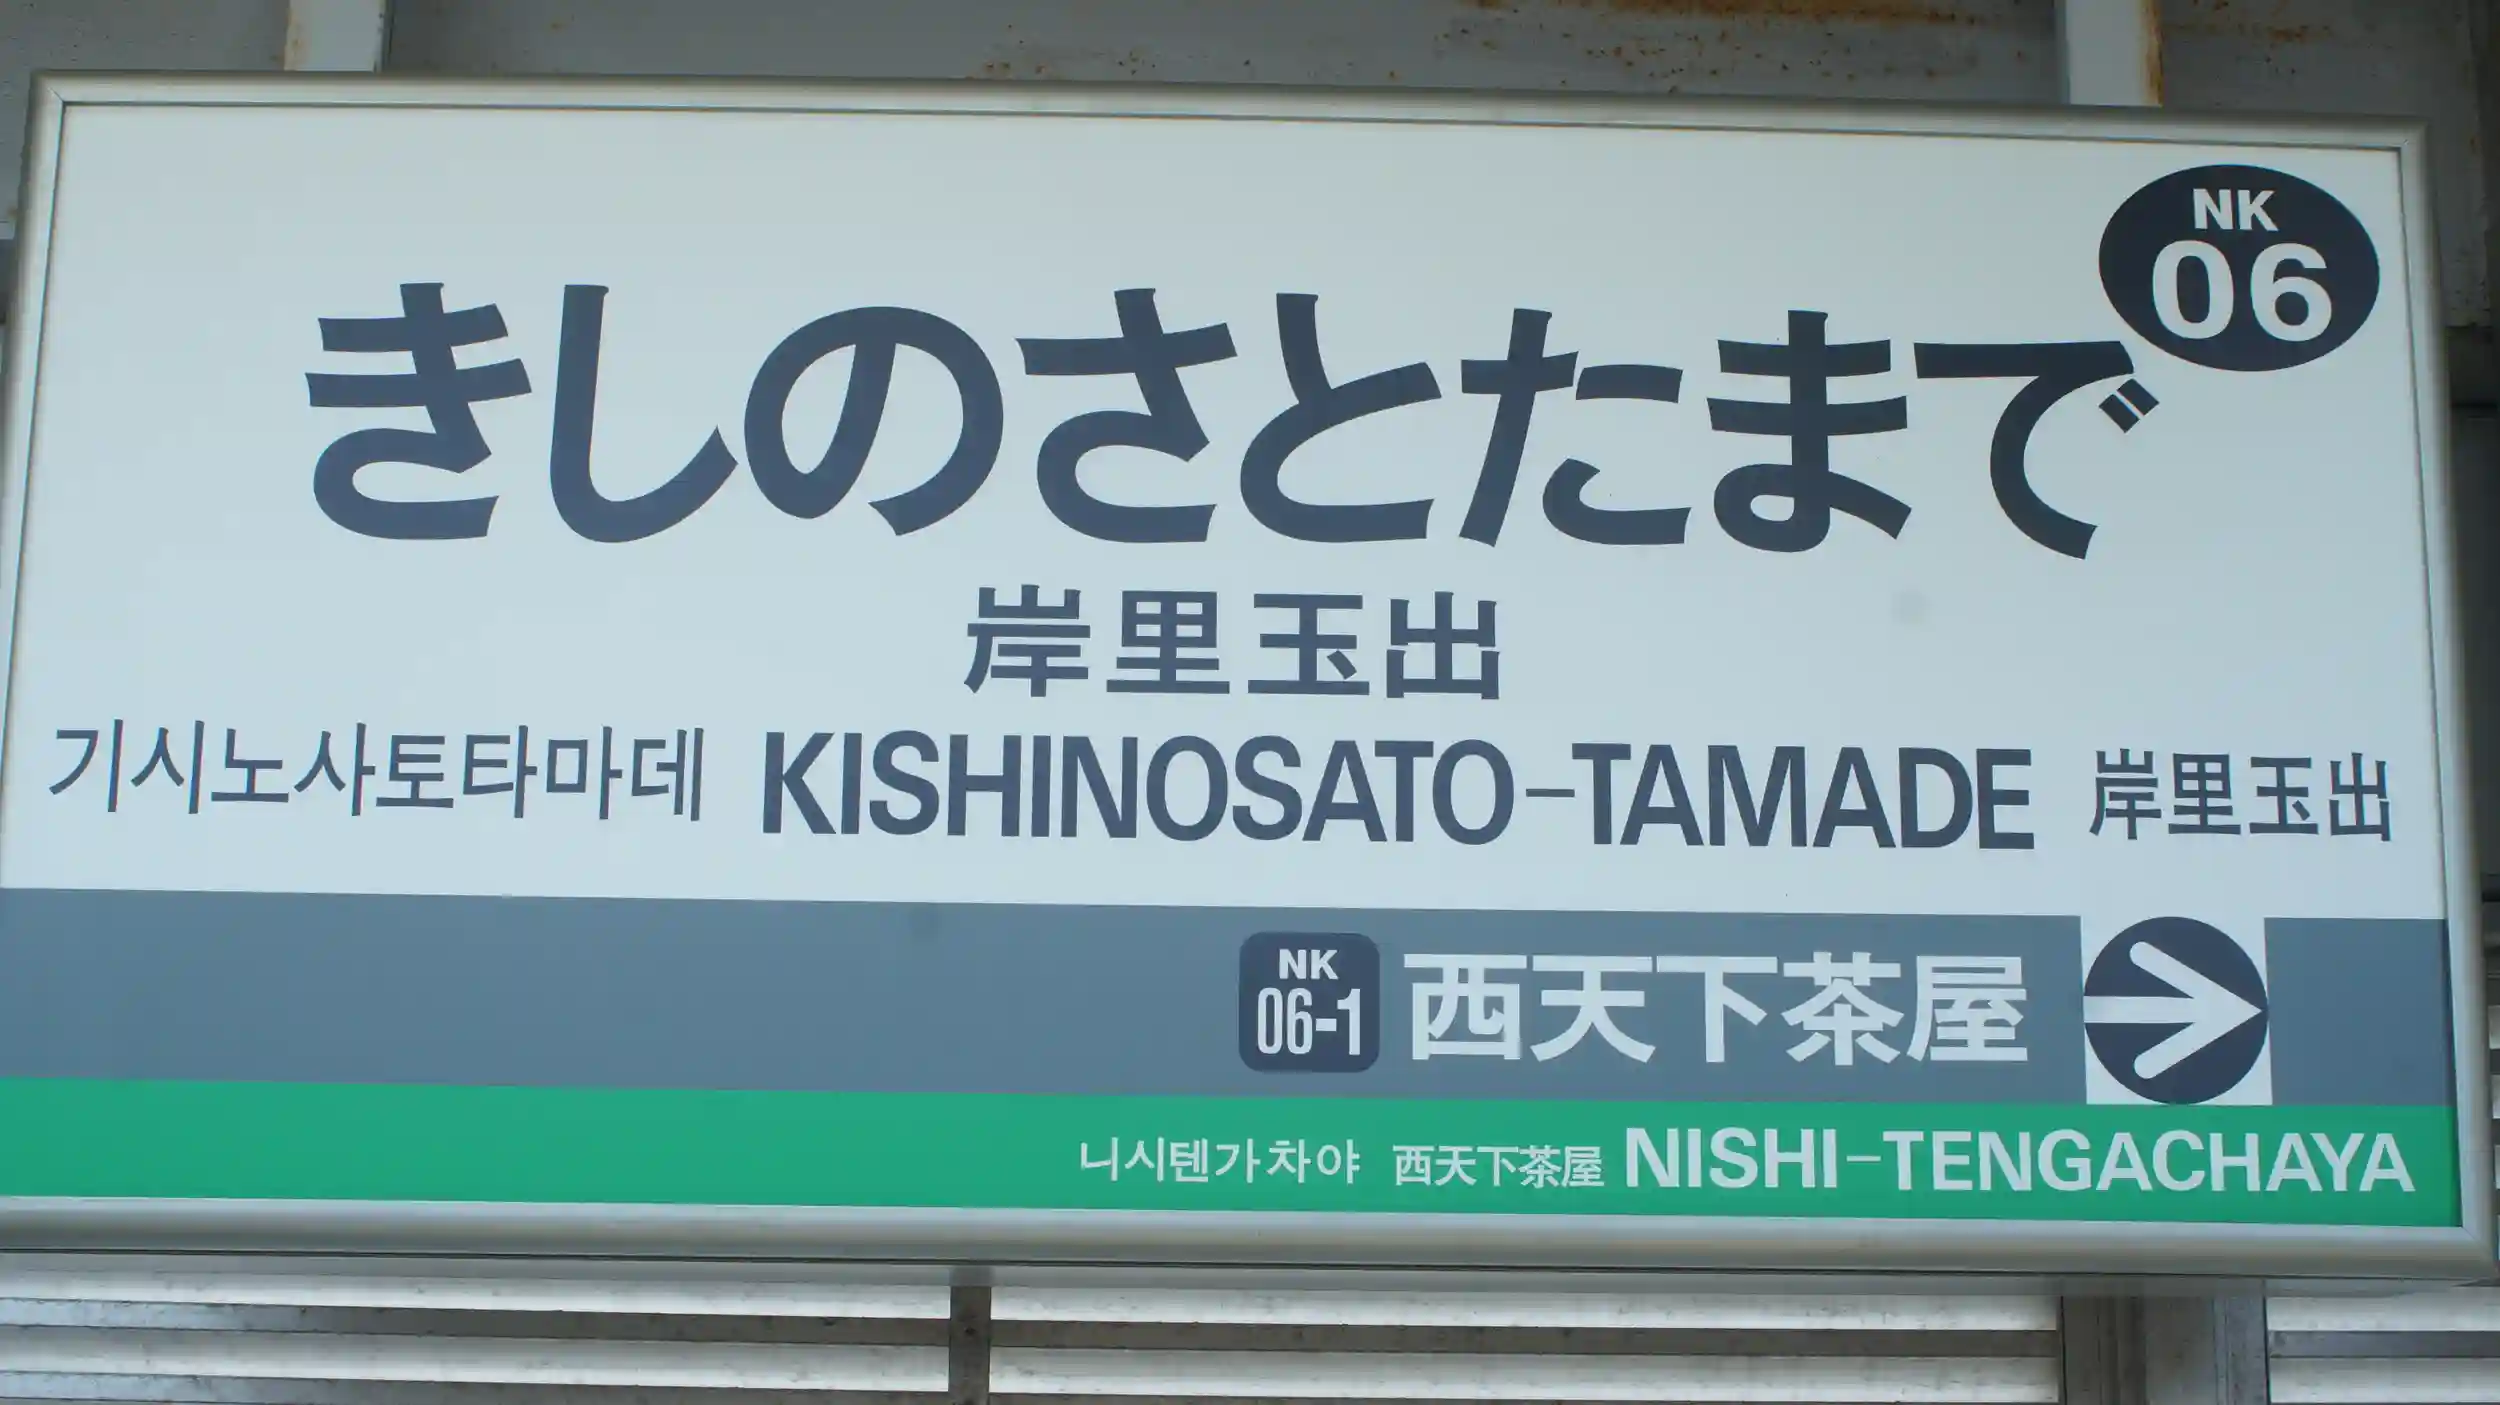 NK
06
きしのさとたまで
岸里玉出
기시노사토타마데 KISHINOSATO-TAMADE 岸里玉出
NK
06-1
西天下茶屋
니시텐가차야 西天下茶屋 NISHI-TENGACHAYA